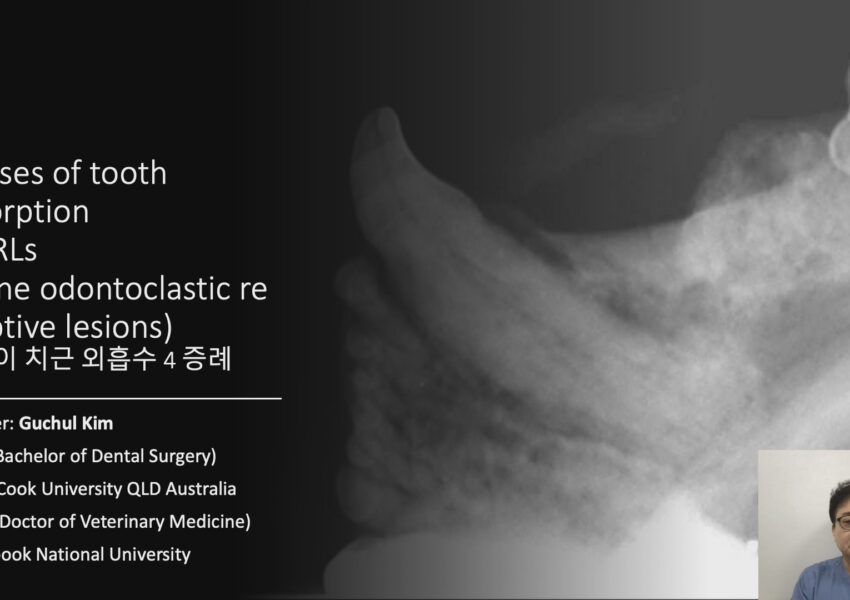 ses of tooth
orption
RLs
ne odontoclastic re
ptive lesions)
이 치근 외흡수 4 증례
er: Guchul Kim
Bachelor of Dental Surgery)
Cook University QLD Australia
Doctor of Veterinary Medicine)
ook National University